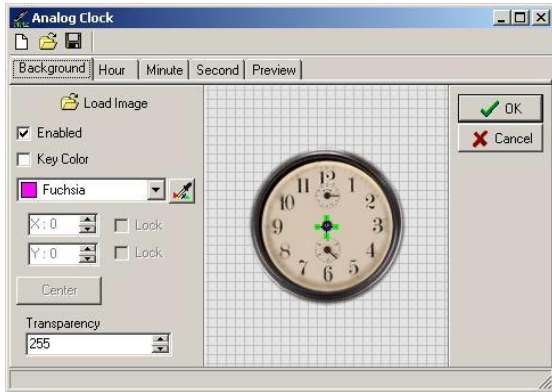 Analog Clock
Background Hour Minute Second Preview
Load Image
Enabled
Key Color
Fuchsia
X: 0 Lock
Y: 0 Lock
Center
Transparency
255
12
11 1
10 2
9 3
8 4
7 6 5
OK
Cancel